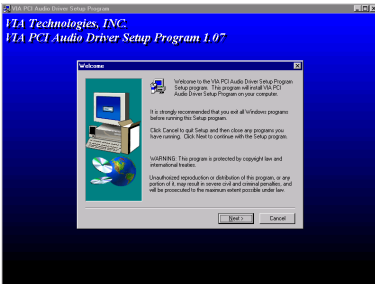 VIA PCI Audio Driver Setup Program
VIA Technologies, INC.
VIA PCI Audio Driver Setup Program 1.07
Welcome
Welcome to the VIA PCI Audio Driver Setup Program
Setup program. This program will install VIA PCI
Audio Driver Setup Program on your computer.
It is strongly recommended that you exit all Windows programs
before running this Setup program.
Click Cancel to quit Setup and then close any programs you
have running. Click Next to continue with the Setup program.
WARNING: This program is protected by copyright law and
international treaties.
Unauthorized reproduction or distribution of this program, or any
portion of it, may result in severe civil and criminal penalties, and
will be prosecuted to the maximum extent possible under law.
Next >
Cancel